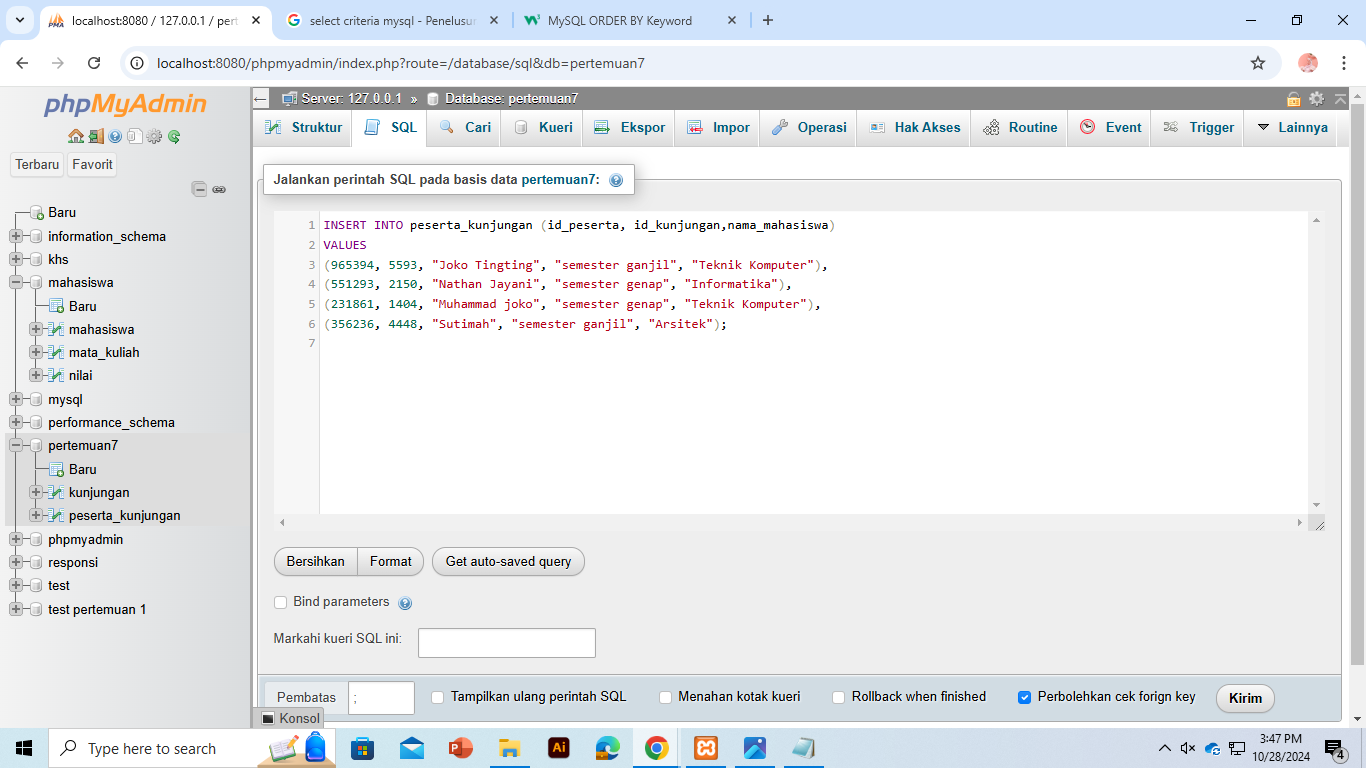 localhost:8080 / 127.0.0.1 / pert
select criteria mysql - Penelusur
MySQL ORDER BY Keyword
localhost:8080/phpmyadmin/index.php?route=/database/sql&db=pertemuan7
phpMyAdmin
Terbaru
Favorit
Baru
information_schema
khs
mahasiswa
Baru
mahasiswa
mata_kuliah
nilai
mysql
performance_schema
pertemuan7
Baru
kunjungan
peserta_kunjungan
phpmyadmin
responsi
test
test pertemuan 1
Server: 127.0.0.1 » Database: pertemuan7
Struktur
SQL
Cari
Kueri
Ekspor
Impor
Operasi
Hak Akses
Routine
Event
Trigger
Lainnya
Jalankan perintah SQL pada basis data pertemuan7:
1 INSERT INTO peserta_kunjungan (id_peserta, id_kunjungan,nama_mahasiswa)
2 VALUES
3 (965394, 5593, "Joko Tingting", "semester ganjil", "Teknik Komputer"),
4 (551293, 2150, "Nathan Jayani", "semester genap", "Informatika"),
5 (231861, 1404, "Muhammad joko", "semester genap", "Teknik Komputer"),
6 (356236, 4448, "Sutimah", "semester ganjil", "Arsitek");
7
Bersihkan
Format
Get auto-saved query
Bind parameters
Markahi kueri SQL ini:
Pembatas
;
Tampilkan ulang perintah SQL
Menahan kotak kueri
Rollback when finished
Perbolehkan cek forign key
Kirim
Konsol
Type here to search
3:47 PM
10/28/2024
4